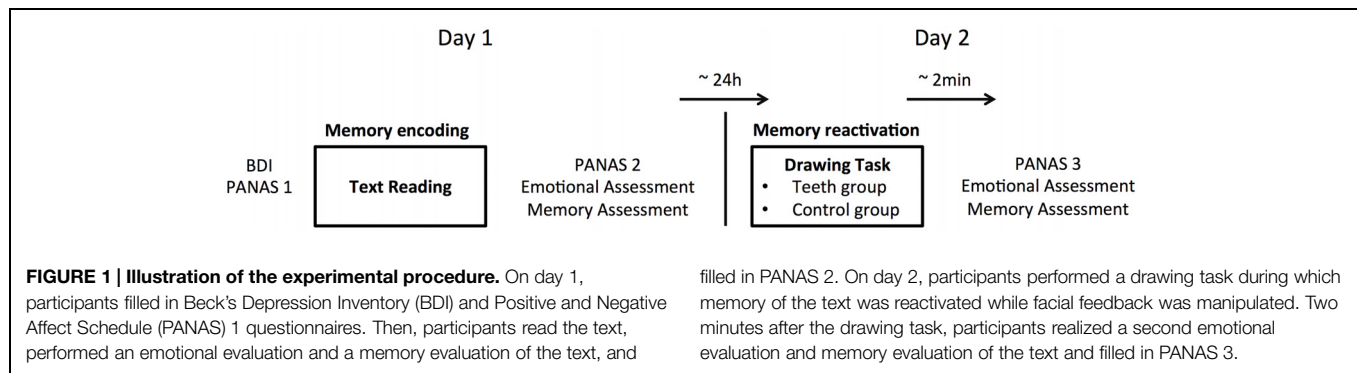 Day 1
Day 2
~ 24h
~ 2min
Memory encoding
Memory reactivation
BDI
PANAS 1
Text Reading
PANAS 2
Emotional Assessment
Memory Assessment
Drawing Task
• Teeth group
• Control group
PANAS 3
Emotional Assessment
Memory Assessment
FIGURE 1 | Illustration of the experimental procedure. On day 1,
participants filled in Beck's Depression Inventory (BDI) and Positive and Negative
Affect Schedule (PANAS) 1 questionnaires. Then, participants read the text,
performed an emotional evaluation and a memory evaluation of the text, and
filled in PANAS 2. On day 2, participants performed a drawing task during which
memory of the text was reactivated while facial feedback was manipulated. Two
minutes after the drawing task, participants realized a second emotional
evaluation and memory evaluation of the text and filled in PANAS 3.